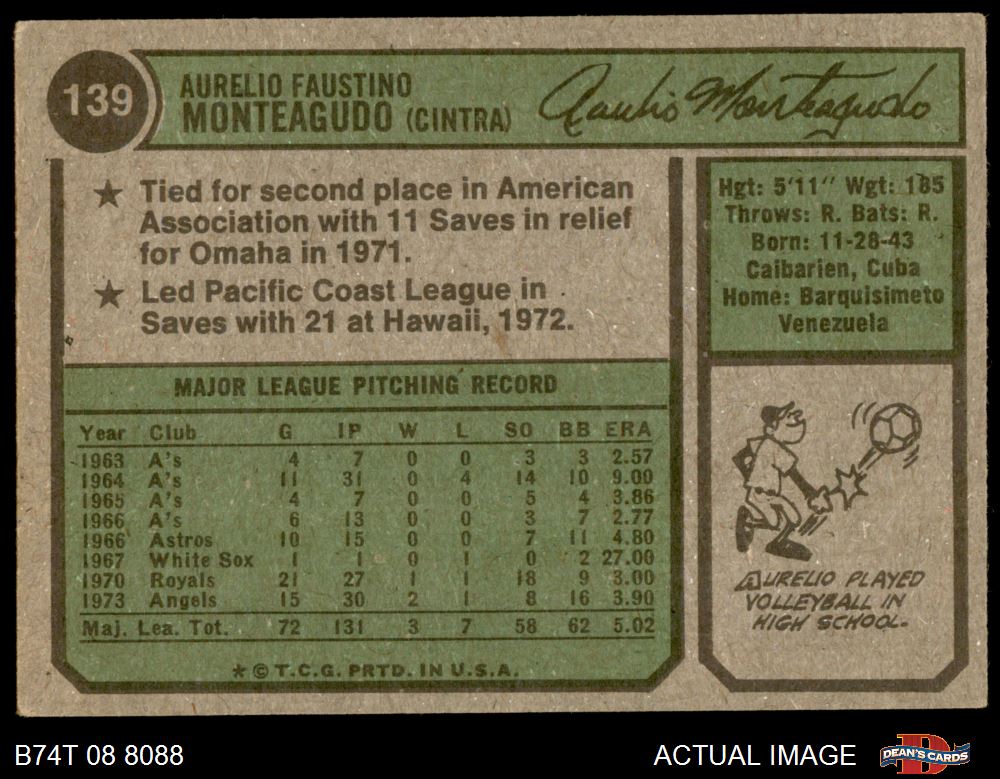 139
AURELIO FAUSTINO
MONTEAGUDO (CINTRA)
Aurelio Monteagudo
★ Tied for second place in American
Association with 11 Saves in relief
for Omaha in 1971.
★ Led Pacific Coast League in
Saves with 21 at Hawaii, 1972.
Hgt: 5'11" Wgt: 185
Throws: R. Bats: R.
Born: 11-28-43
Caibarien, Cuba
Home: Barquisimeto
Venezuela
MAJOR LEAGUE PITCHING RECORD
Year Club G IP W L SO BB ERA
1963 A's 4 7 0 0 3 3 2.57
1964 A's 11 31 0 4 14 10 9.00
1965 A's 4 7 0 0 5 4 3.86
1966 A's 6 13 0 0 3 7 2.77
1966 Astros 10 15 0 0 7 11 4.80
1967 White Sox 1 1 0 1 0 2 27.00
1970 Royals 21 27 1 1 18 9 3.00
1973 Angels 15 30 2 1 8 16 3.90
Maj. Lea. Tot. 72 131 3 7 58 62 5.02
* © T.C.G. PRTD. IN U.S.A.
AURELIO PLAYED
VOLLEYBALL IN
HIGH SCHOOL.
B74T 08 8088
ACTUAL IMAGE
DEAN'S CARDS